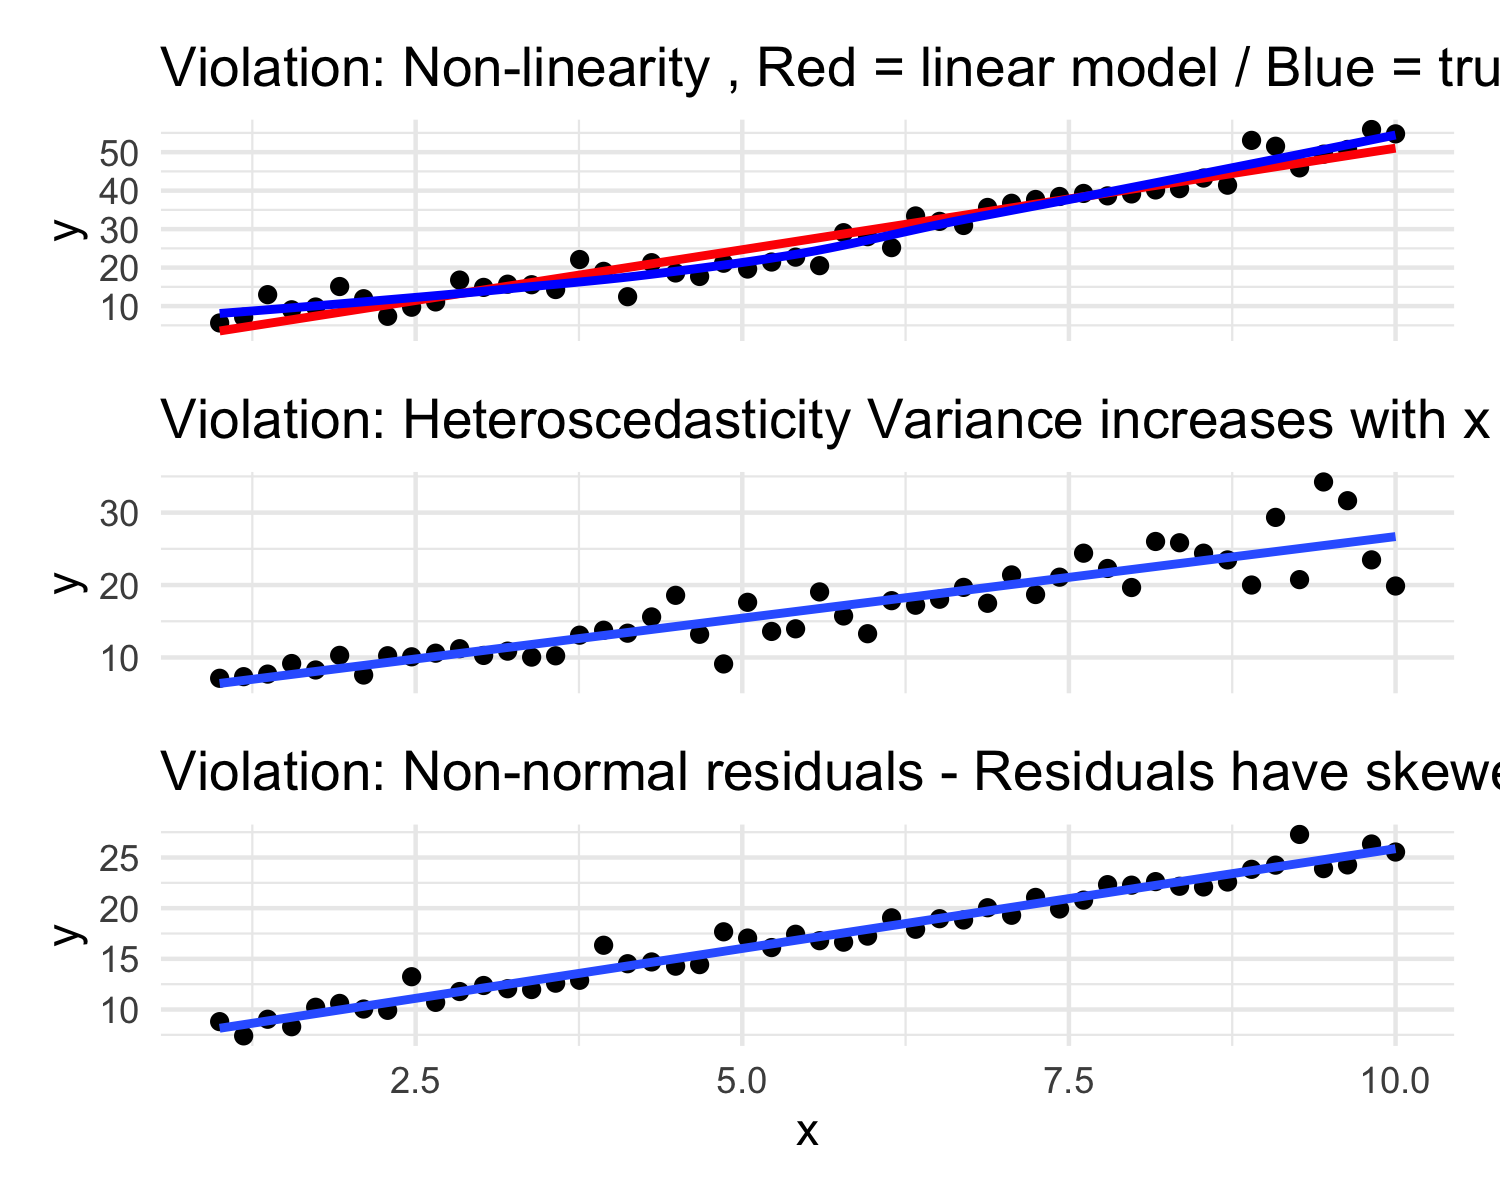 Violation: Non-linearity , Red = linear model / Blue = tru
50
40
30
20
10
y
Violation: Heteroscedasticity Variance increases with x
30
20
10
y
Violation: Non-normal residuals - Residuals have skewe
25
20
15
10
y
2.5 5.0 7.5 10.0
x